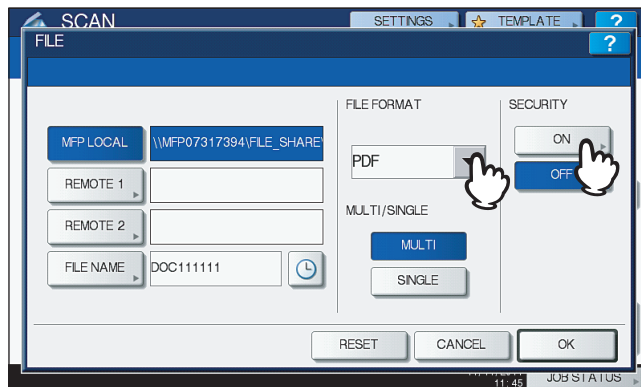 SCAN
SETTINGS
TEMPLATE
?
FILE
?
FILE FORMAT
SECURITY
MFP LOCAL
\\MFP07317394\FILE_SHARE\
ON
PDF
REMOTE 1
OFF
MULTI/SINGLE
REMOTE 2
MULTI
FILE NAME
DOC111111
SINGLE
RESET
CANCEL
OK
11:45
JOB STATUS